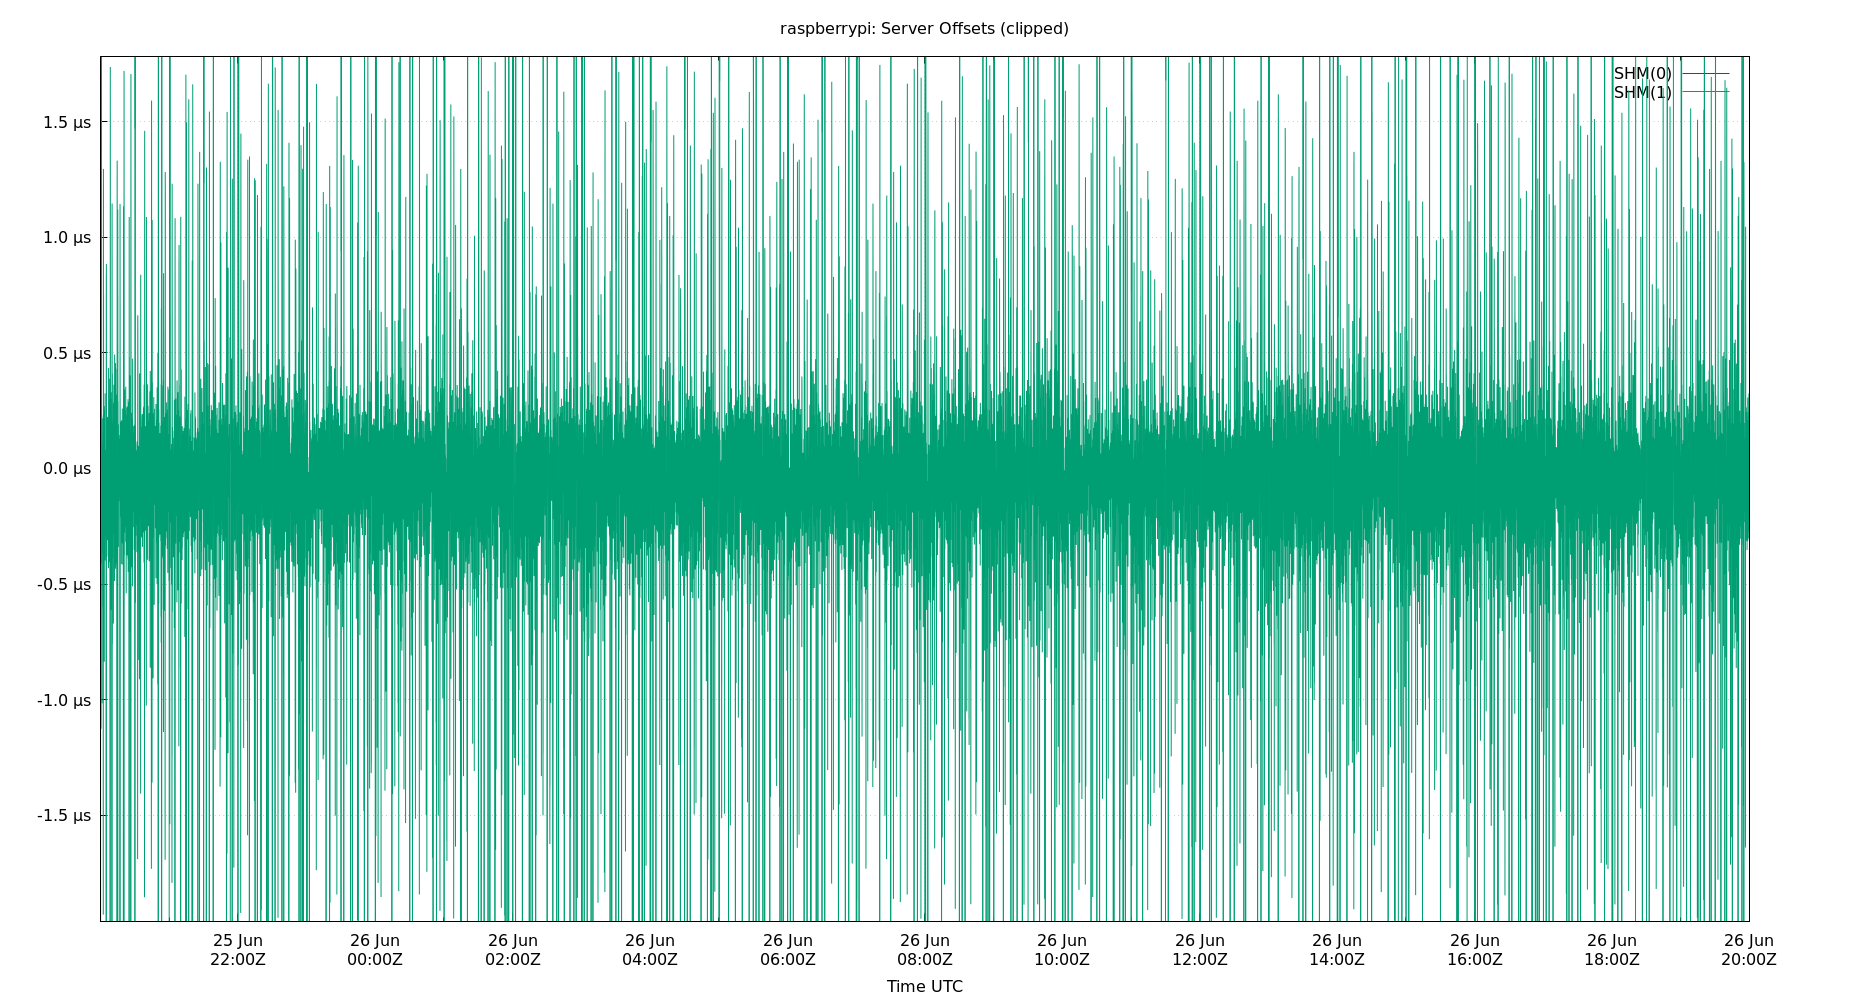 raspberrypi: Server Offsets (clipped)
SHM(0)
SHM(1)
1.5 µs
1.0 µs
0.5 µs
0.0 µs
-0.5 µs
-1.0 µs
-1.5 µs
25 Jun 26 Jun 26 Jun 26 Jun 26 Jun 26 Jun 26 Jun 26 Jun 26 Jun 26 Jun 26 Jun 26 Jun
22:00Z 00:00Z 02:00Z 04:00Z 06:00Z 08:00Z 10:00Z 12:00Z 14:00Z 16:00Z 18:00Z 20:00Z
Time UTC